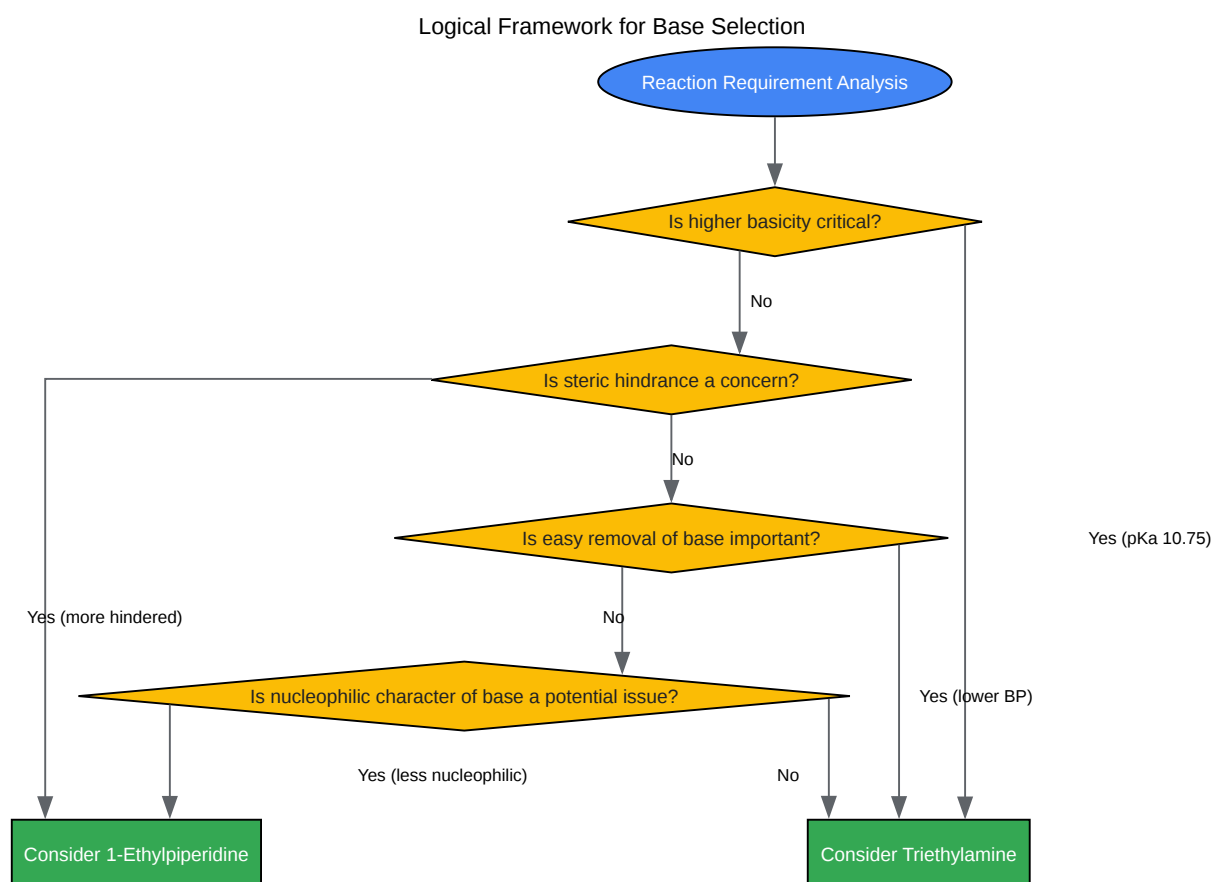 Logical Framework for Base Selection
Reaction Requirement Analysis
Is higher basicity critical?
No
Is steric hindrance a concern?
No
Is easy removal of base important?
Yes (pKa 10.75)
Yes (more hindered)
No
Is nucleophilic character of base a potential issue?
Yes (lower BP)
Yes (less nucleophilic)
No
Consider 1-Ethylpiperidine
Consider Triethylamine